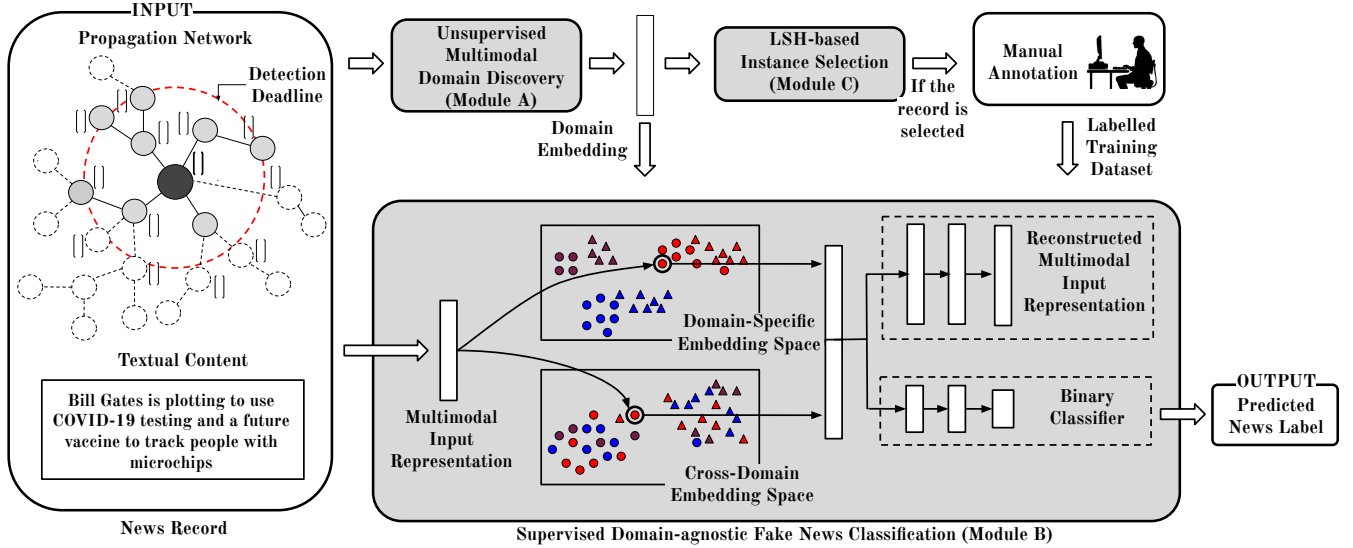 INPUT
Propagation Network
Detection
Deadline
Textual Content
Bill Gates is plotting to use
COVID-19 testing and a future
vaccine to track people with
microchips
News Record
Unsupervised
Multimodal
Domain Discovery
(Module A)
Domain
Embedding
LSH-based
Instance Selection
(Module C)
If the
record is
selected
Manual
Annotation
Labelled
Training
Dataset
Multimodal
Input
Representation
Domain-Specific
Embedding Space
Cross-Domain
Embedding Space
Reconstructed
Multimodal
Input
Representation
Binary
Classifier
OUTPUT
Predicted
News Label
Supervised Domain-agnostic Fake News Classification (Module B)